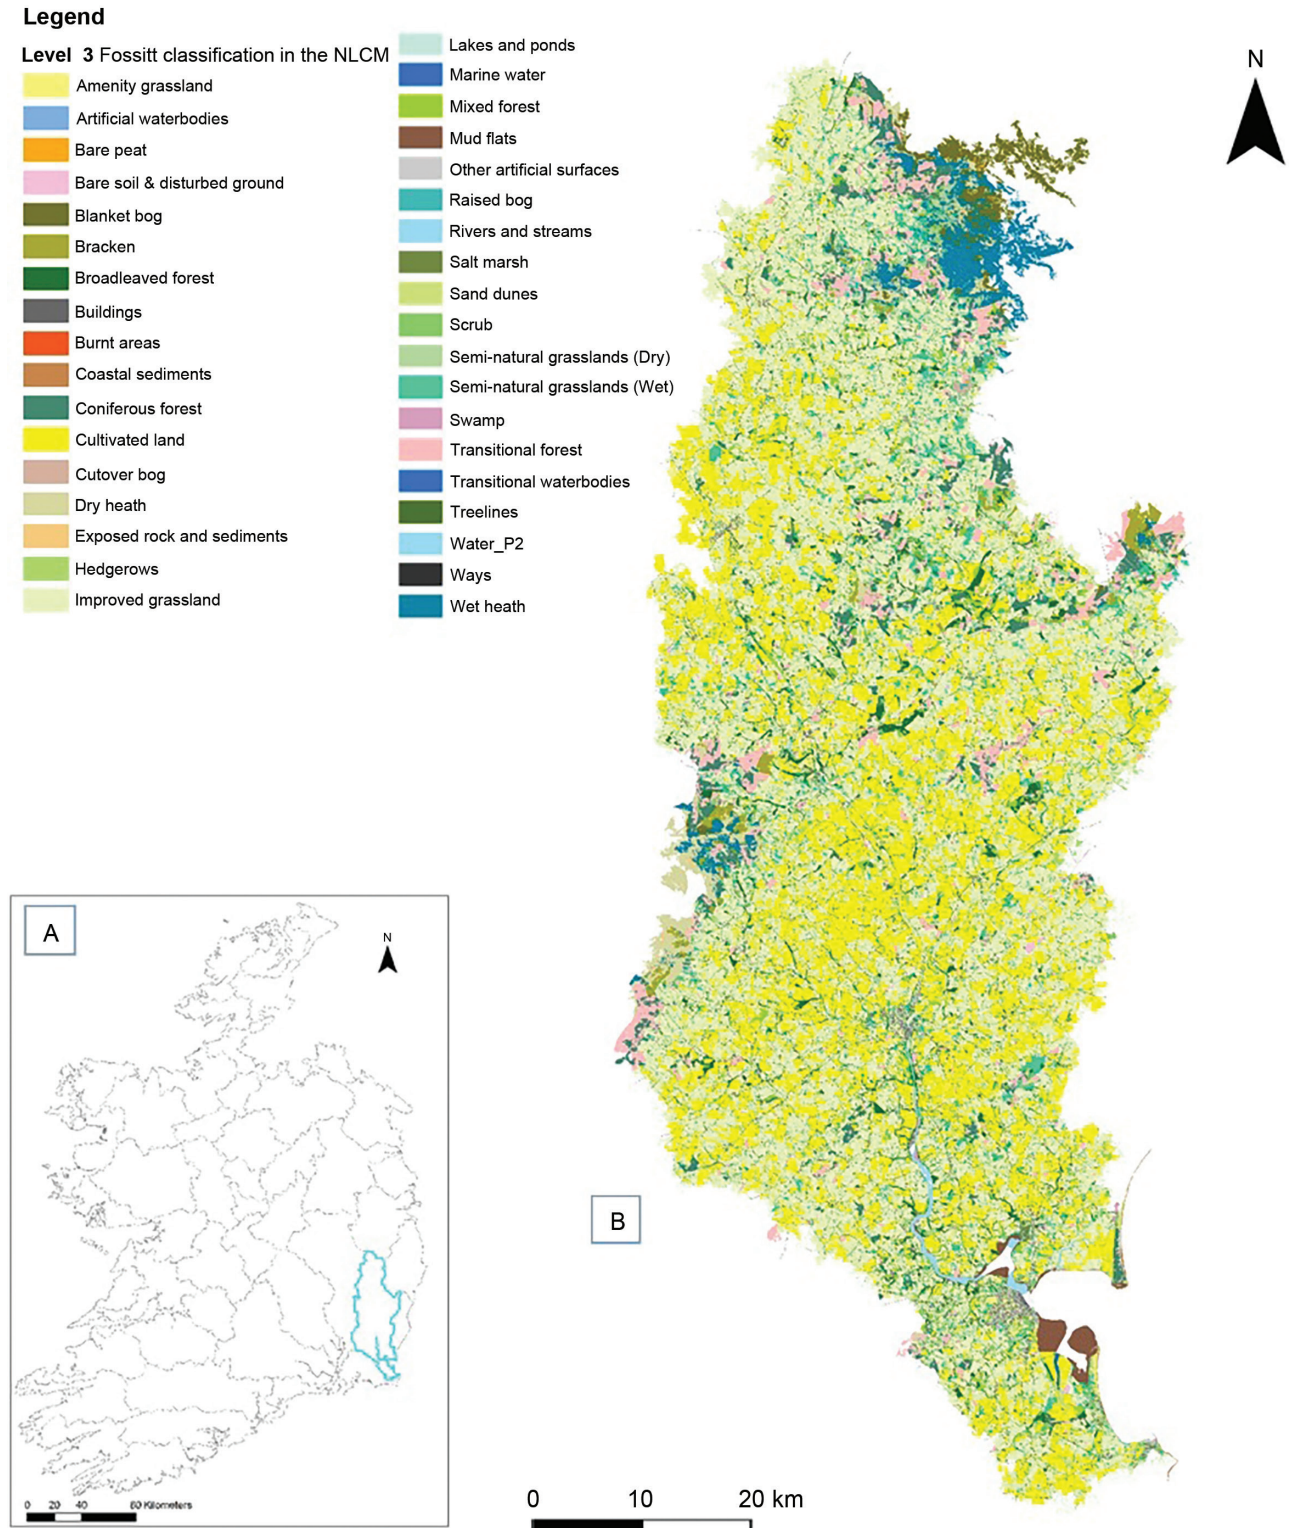 Legend
Level 3 Fossitt classification in the NLCM
Amenity grassland
Artificial waterbodies
Bare peat
Bare soil & disturbed ground
Blanket bog
Bracken
Broadleaved forest
Buildings
Burnt areas
Coastal sediments
Coniferous forest
Cultivated land
Cutover bog
Dry heath
Exposed rock and sediments
Hedgerows
Improved grassland
Lakes and ponds
Marine water
Mixed forest
Mud flats
Other artificial surfaces
Raised bog
Rivers and streams
Salt marsh
Sand dunes
Scrub
Semi-natural grasslands (Dry)
Semi-natural grasslands (Wet)
Swamp
Transitional forest
Transitional waterbodies
Treelines
Water_P2
Ways
Wet heath
N
A
N
0 20 40 80 Kilometers
B
0 10 20 km